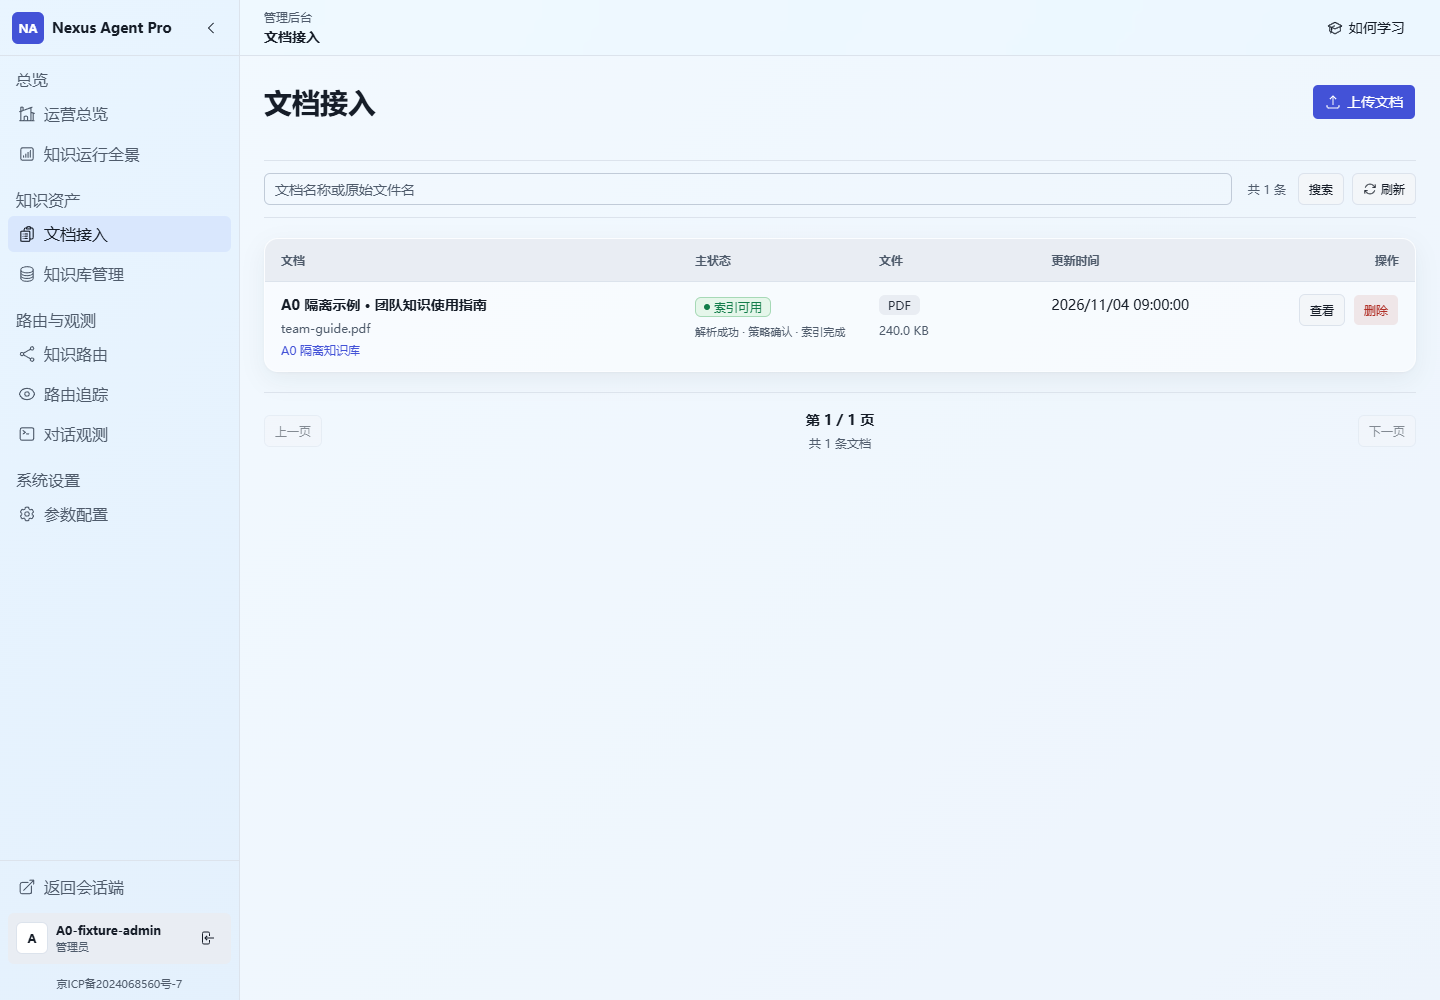 NA Nexus Agent Pro
总览
运营总览
知识运行全景
知识资产
文档接入
知识库管理
路由与观测
知识路由
路由追踪
对话观测
系统设置
参数配置
返回会话端
A A0-fixture-admin
管理员
京ICP备2024068560号-7
管理后台
文档接入
如何学习
文档接入
上传文档
文档名称或原始文件名 共 1 条 搜索 刷新
文档 主状态 文件 更新时间 操作
A0 隔离示例 • 团队知识使用指南 索引可用 PDF 2026/11/04 09:00:00 查看 删除
team-guide.pdf 解析成功 · 策略确认 · 索引完成 240.0 KB
A0 隔离知识库
上一页 第 1 / 1 页 下一页
共 1 条文档